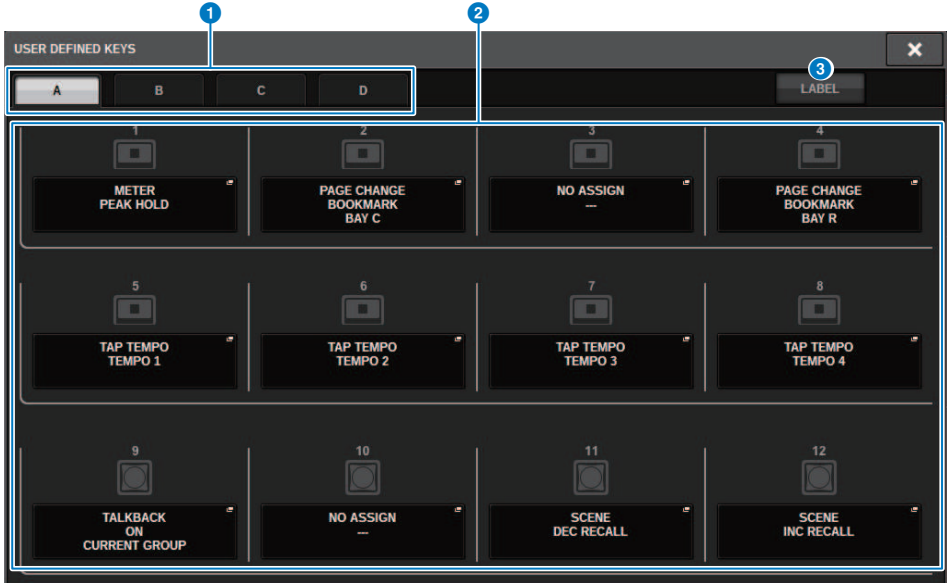 1 2
USER DEFINED KEYS
3
A B C D LABEL
1 2 3 4
METER
PEAK HOLD
PAGE CHANGE
BOOKMARK
BAY C
NO ASSIGN
---
PAGE CHANGE
BOOKMARK
BAY R
5 6 7 8
TAP TEMPO
TEMPO 1
TAP TEMPO
TEMPO 2
TAP TEMPO
TEMPO 3
TAP TEMPO
TEMPO 4
9 10 11 12
TALKBACK
ON
CURRENT GROUP
NO ASSIGN
---
SCENE
DEC RECALL
SCENE
INC RECALL